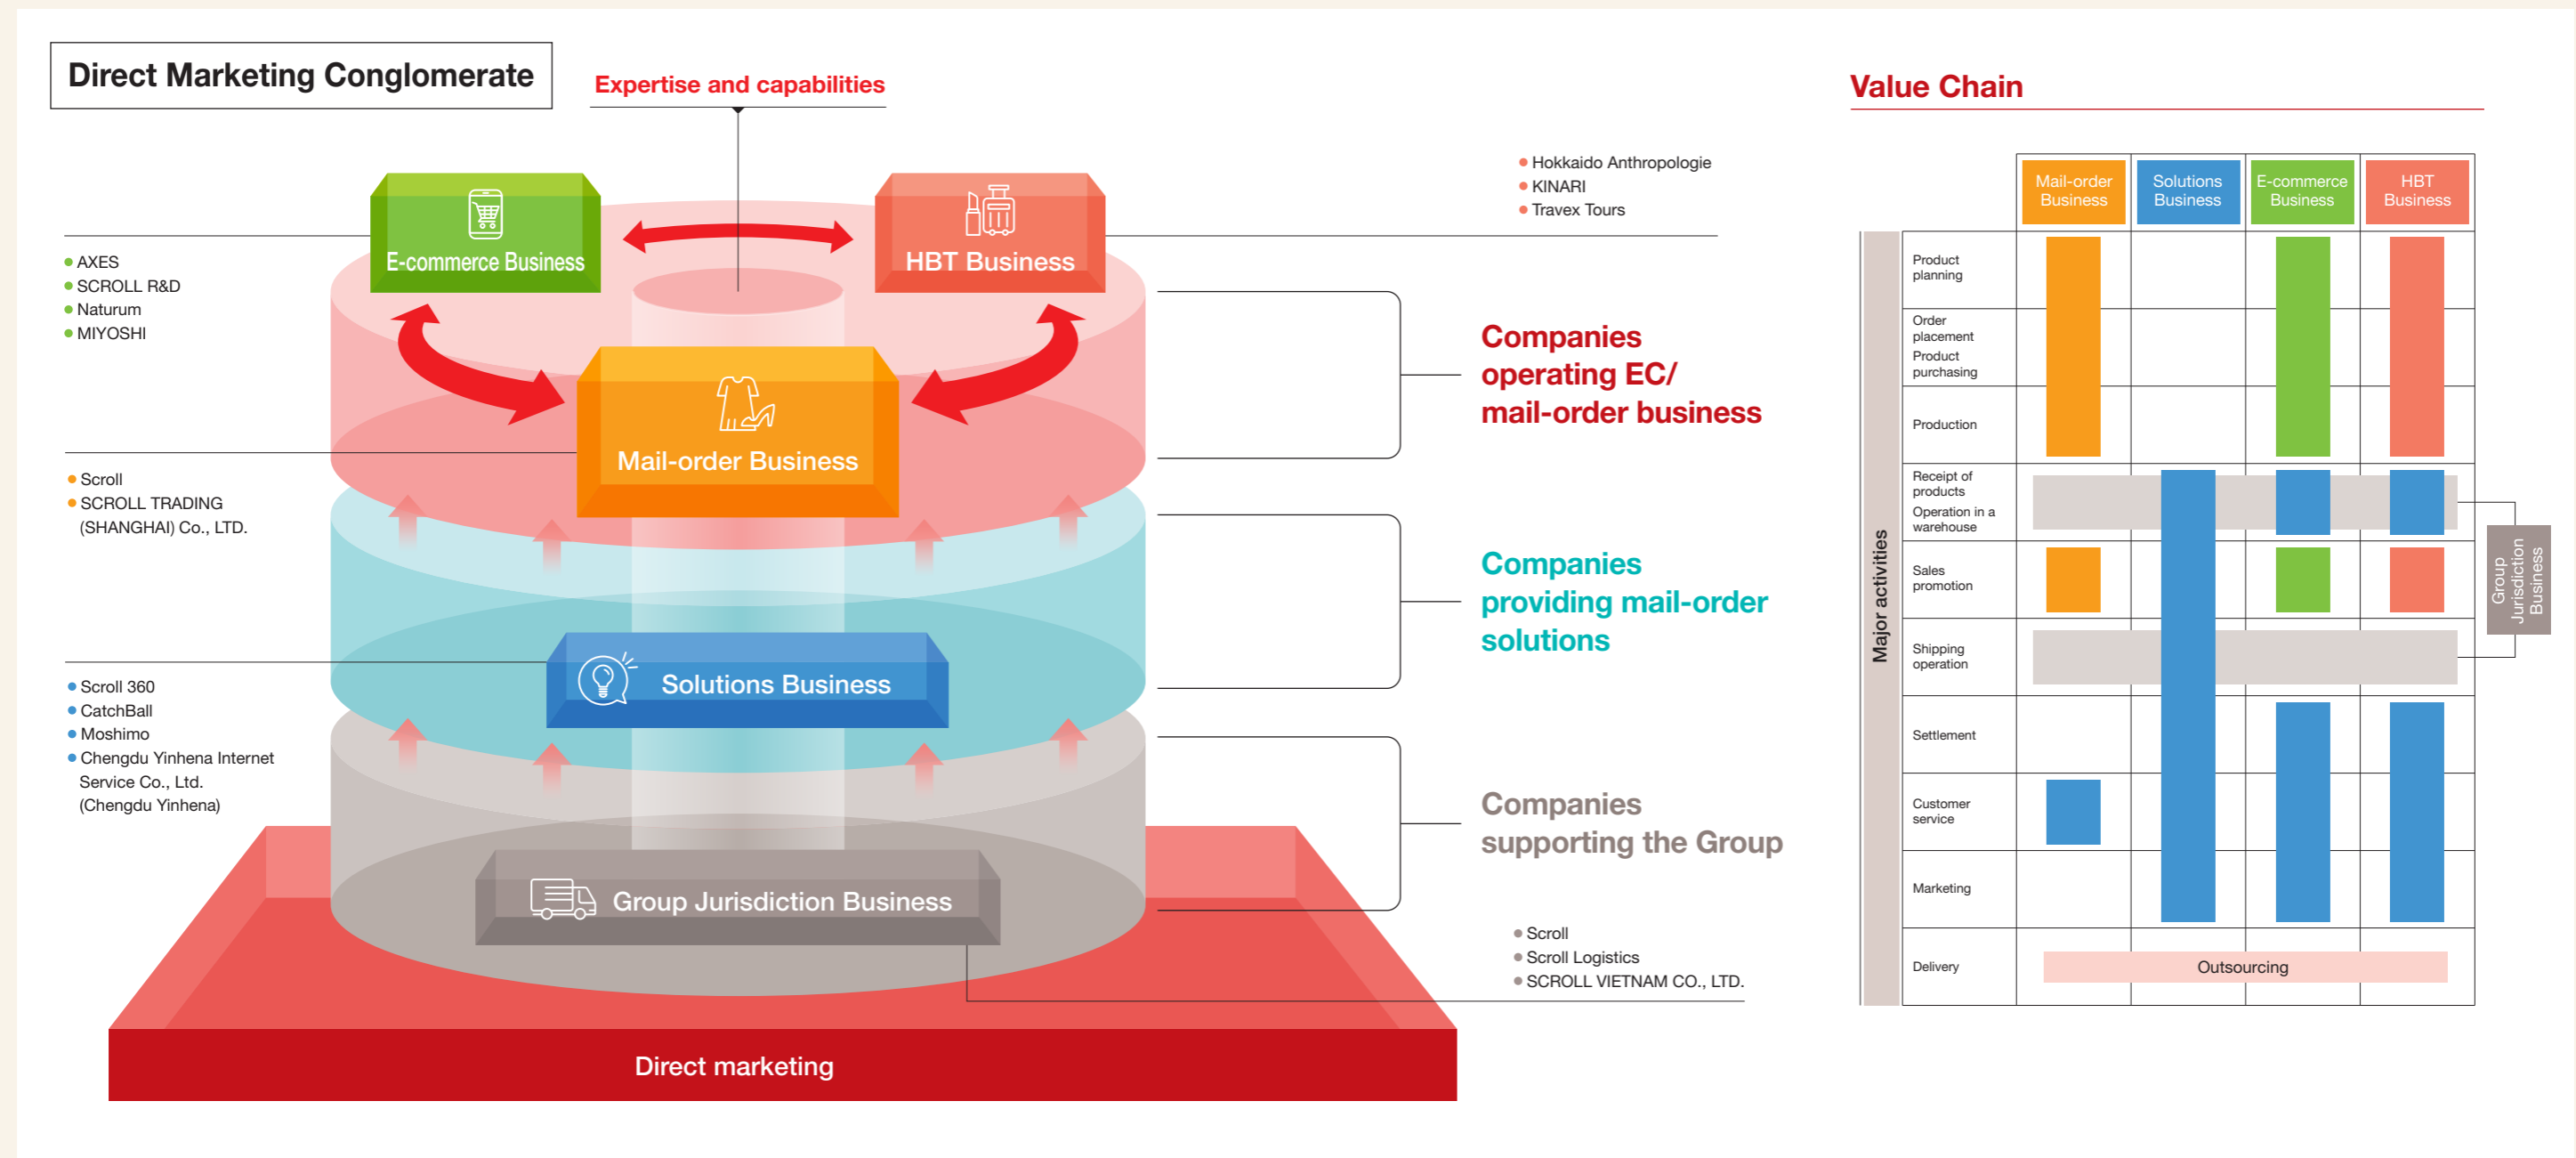 Direct Marketing Conglomerate
Expertise and capabilities
E-commerce Business
HBT Business
Mail-order Business
Solutions Business
Group Jurisdiction Business
Direct marketing
● AXES
● SCROLL R&D
● Naturum
● MIYOSHI
● Scroll
● SCROLL TRADING
(SHANGHAI) Co., LTD.
● Scroll 360
● CatchBall
● Moshimo
● Chengdu Yinhena Internet
Service Co., Ltd.
(Chengdu Yinhena)
● Hokkaido Anthropologie
● KINARI
● Travex Tours
Companies
operating EC/
mail-order business
Companies
providing mail-order
solutions
Companies
supporting the Group
● Scroll
● Scroll Logistics
● SCROLL VIETNAM CO., LTD.
Value Chain
Mail-order
Business
Solutions
Business
E-commerce
Business
HBT
Business
Major activities
Product
planning
Order
placement
Product
purchasing
Production
Receipt of
products
Operation in a
warehouse
Sales
promotion
Shipping
operation
Settlement
Customer
service
Marketing
Delivery
Outsourcing
Group
Jurisdiction
Business